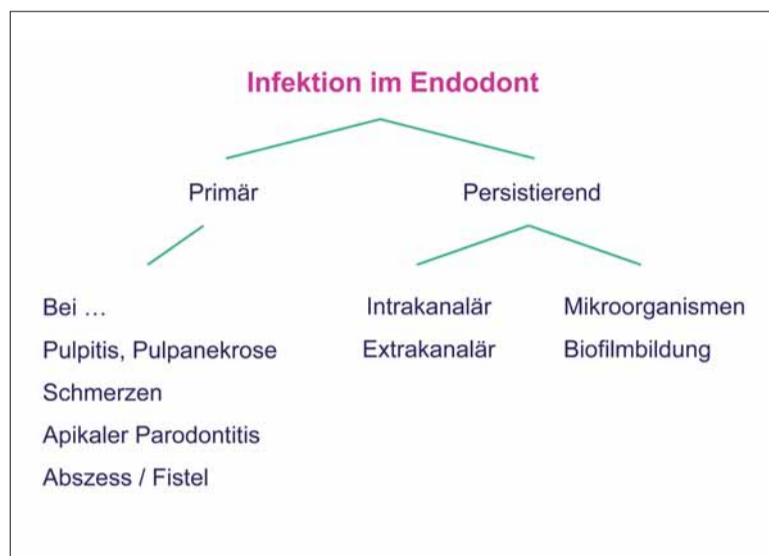 Infektion im Endodont
Primär
Persistierend
Bei …
Pulpitis, Pulpanekrose
Schmerzen
Apikaler Parodontitis
Abszess / Fistel
Intrakanalär
Extrakanalär
Mikroorganismen
Biofilmbildung